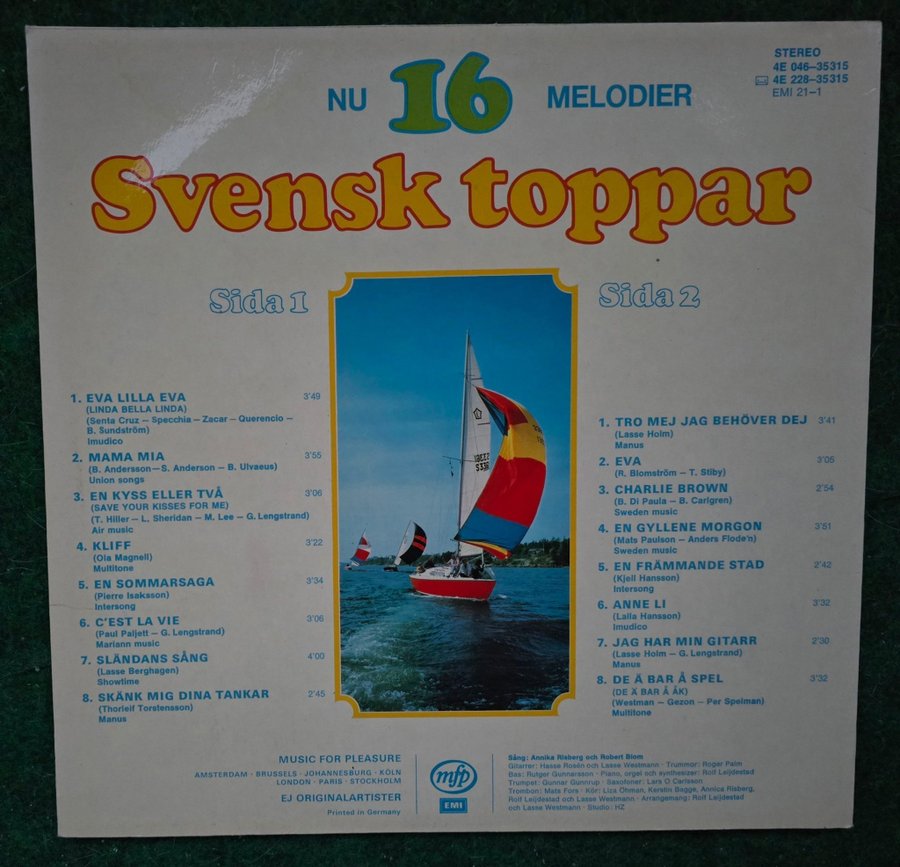 STEREO
4E 046-35315
4E 228-35315
EMI 21-1
NU 16 MELODIER
Svensk toppar
Sida 1
1. EVA LILLA EVA 3'49
(LINDA BELLA LINDA)
(Senta Cruz – Specchia – Zacar – Querencio –
B. Sundström)
Imudico
2. MAMA MIA 3'55
(B. Andersson – S. Anderson – B. Ulvaeus)
Union songs
3. EN KYSS ELLER TVÅ 3'06
(SAVE YOUR KISSES FOR ME)
(T. Hiller – L. Sheridan – M. Lee – G. Lengstrand)
Air music
4. KLIFF 3'22
(Ola Magnell)
Multitone
5. EN SOMMARSAGA 3'34
(Pierre Isaksson)
Intersong
6. C'EST LA VIE 3'06
(Paul Paljett – G. Lengstrand)
Mariann music
7. SLÄNDANS SÅNG 4'00
(Lasse Berghagen)
Showtime
8. SKÄNK MIG DINA TANKAR 2'45
(Thorleif Torstensson)
Manus
Sida 2
1. TRO MEJ JAG BEHÖVER DEJ 3'41
(Lasse Holm)
Manus
2. EVA 3'05
(R. Blomström – T. Stiby)
3. CHARLIE BROWN 2'54
(B. Di Paula – B. Carlgren)
Sweden music
4. EN GYLLENE MORGON 3'51
(Mats Paulson – Anders Flode'n)
Sweden music
5. EN FRÄMMANDE STAD 2'42
(Kjell Hansson)
Intersong
6. ANNE LI 3'32
(Laila Hansson)
Imudico
7. JAG HAR MIN GITARR 2'30
(Lasse Holm – G. Lengstrand)
Manus
8. DE Ä BAR Å SPEL 3'32
(DE Ä BAR Å ÅK)
(Westman – Gezon – Per Spelman)
Multitone
MUSIC FOR PLEASURE
AMSTERDAM · BRUSSELS · JOHANNESBURG · KÖLN
LONDON · PARIS · STOCKHOLM
EJ ORIGINALARTISTER
Printed in Germany
mfp
EMI
Sång: Annika Risberg och Robert Blom
Gitarrer: Hasse Rosén och Lasse Westmann · Trummor: Roger Palm
Bas: Rutger Gunnarsson · Piano, orgel och synthesizer: Rolf Leijdestad
Trumpet: Gunnar Gunnrup · Saxofoner: Lars O Carlsson
Trombon: Mats Fors · Kör: Liza Öhman, Kerstin Bagge, Annica Risberg,
Rolf Leijdestad och Lasse Westmann · Arrangemang: Rolf Leijdestad
och Lasse Westmann · Studio: HZ